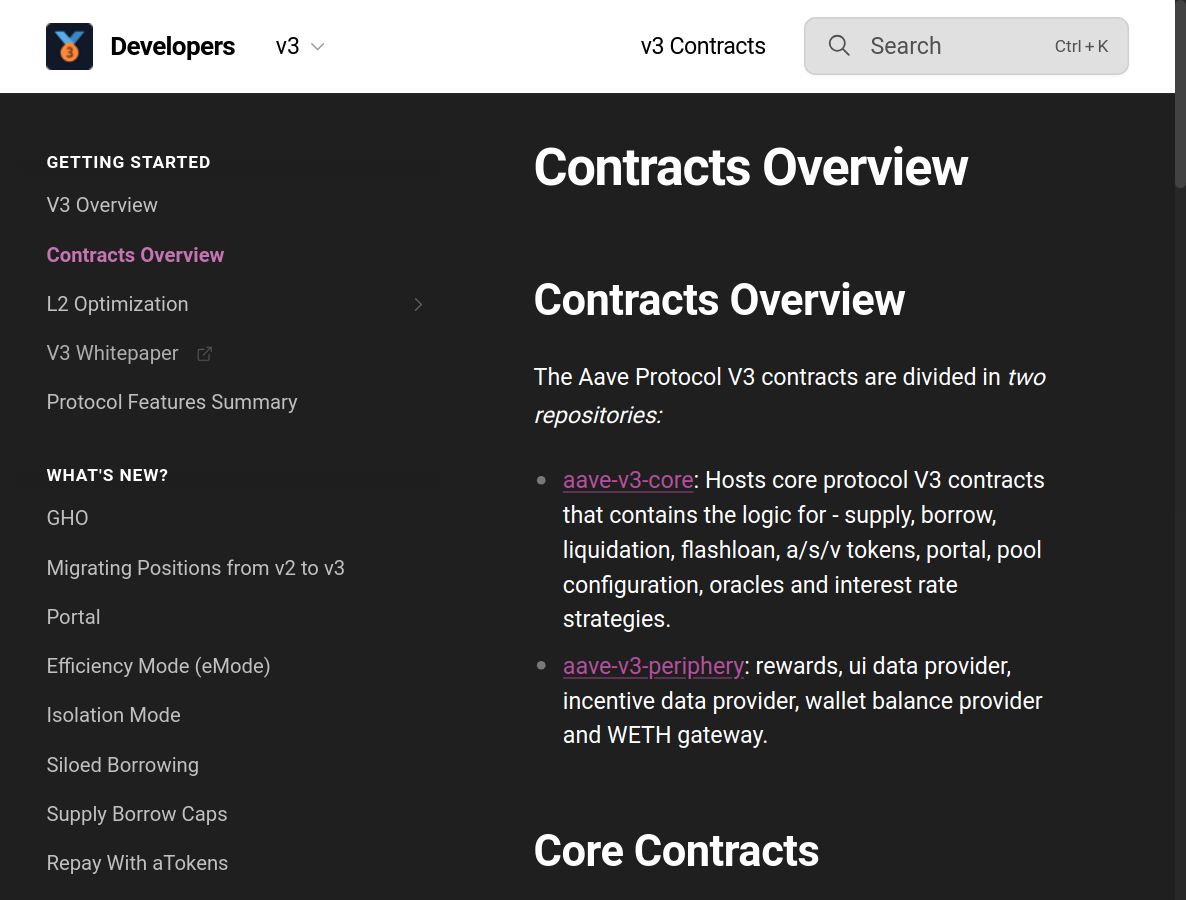 Developers
v3
v3 Contracts
Search
Ctrl + K
GETTING STARTED
V3 Overview
Contracts Overview
L2 Optimization
V3 Whitepaper
Protocol Features Summary
WHAT'S NEW?
GHO
Migrating Positions from v2 to v3
Portal
Efficiency Mode (eMode)
Isolation Mode
Siloed Borrowing
Supply Borrow Caps
Repay With aTokens
Contracts Overview
Contracts Overview
The Aave Protocol V3 contracts are divided in two
repositories:
aave-v3-core: Hosts core protocol V3 contracts
that contains the logic for - supply, borrow,
liquidation, flashloan, a/s/v tokens, portal, pool
configuration, oracles and interest rate
strategies.
aave-v3-periphery: rewards, ui data provider,
incentive data provider, wallet balance provider
and WETH gateway.
Core Contracts